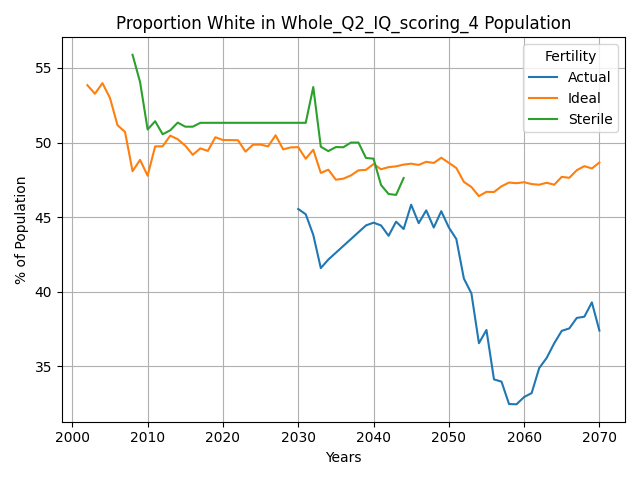 Proportion White in Whole_Q2_IQ_scoring_4 Population
Fertility
Actual
Ideal
Sterile
% of Population
55
50
45
40
35
2000 2010 2020 2030 2040 2050 2060 2070
Years